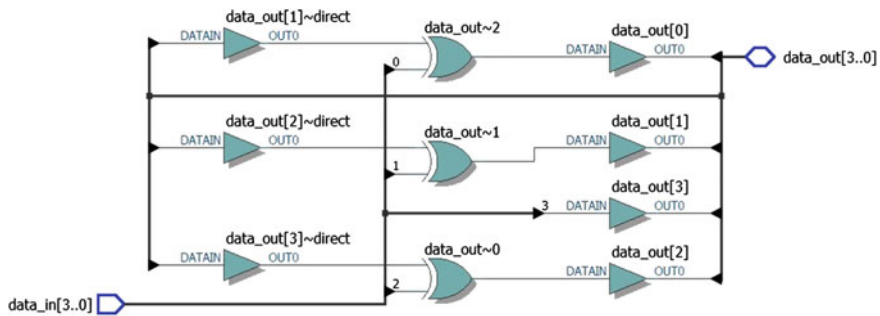 data_out[1]~direct
data_out~2
data_out[0]
DATAIN
OUT0
0
DATAIN
OUT0
data_out[3..0]
data_out[2]~direct
data_out~1
data_out[1]
DATAIN
OUT0
1
DATAIN
OUT0
data_out[3]
3
DATAIN
OUT0
data_out[3]~direct
data_out~0
data_out[2]
DATAIN
OUT0
2
DATAIN
OUT0
data_in[3..0]